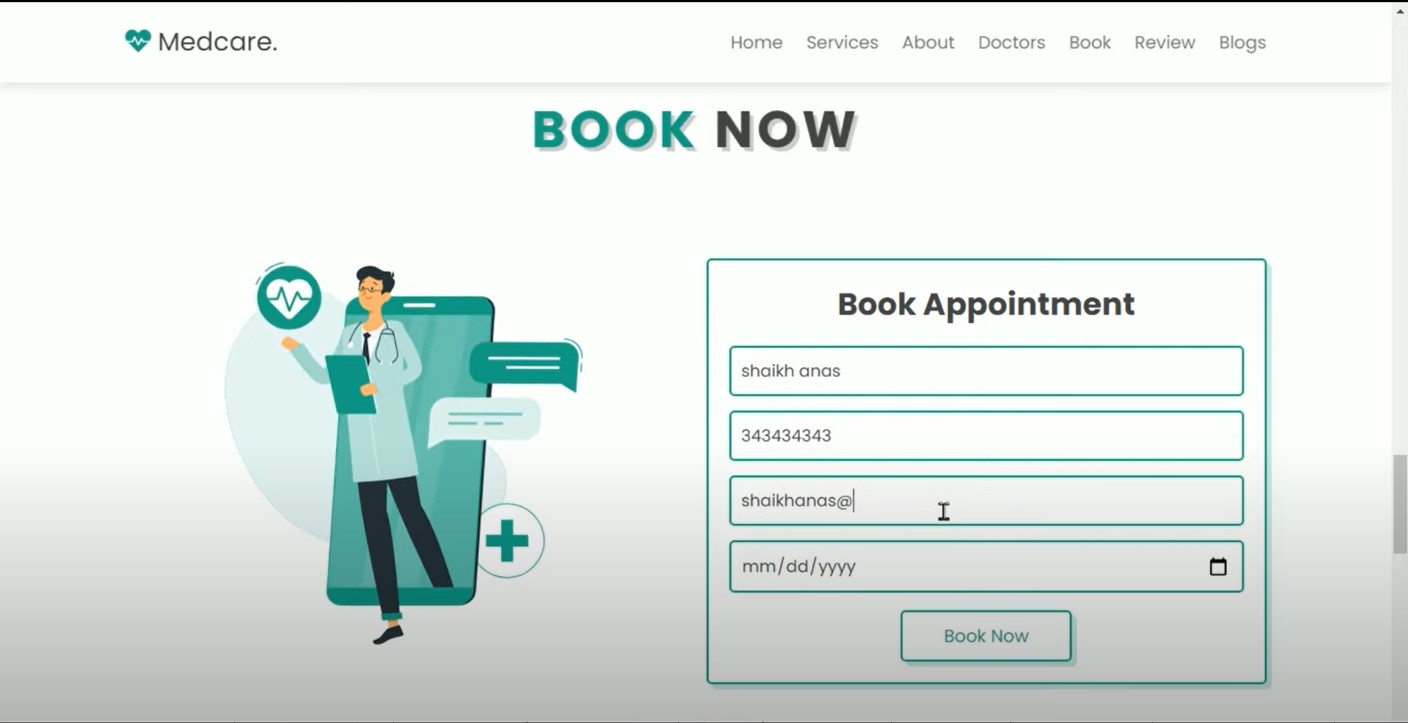 Medcare.
Home Services About Doctors Book Review Blogs
BOOK NOW
Book Appointment
shaikh anas
343434343
shaikhanas@
mm/dd/yyyy
Book Now